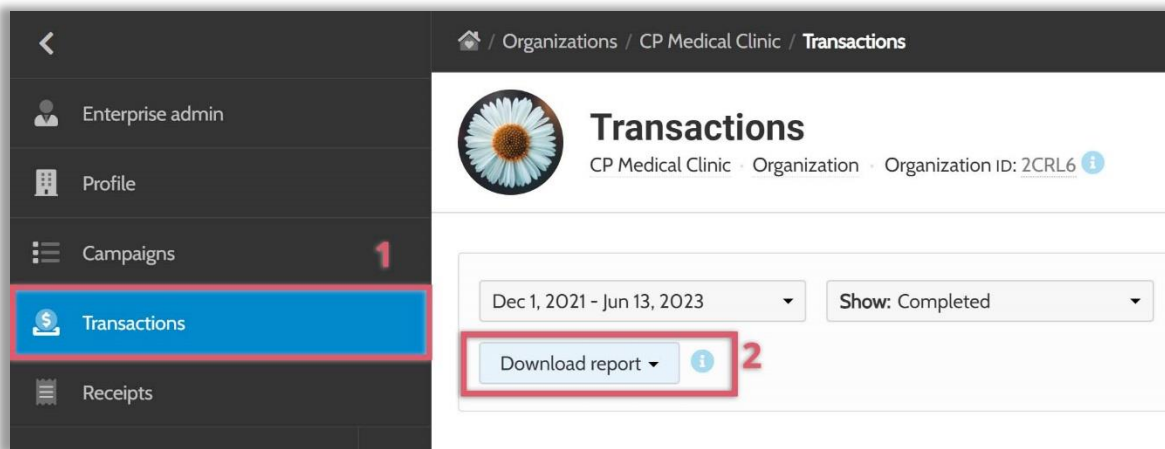 / Organizations / CP Medical Clinic / Transactions
Enterprise admin
Profile
Campaigns
1
Transactions
Receipts
Transactions
CP Medical Clinic · Organization · Organization ID: 2CRL6
Dec 1, 2021 - Jun 13, 2023
Show: Completed
Download report
2